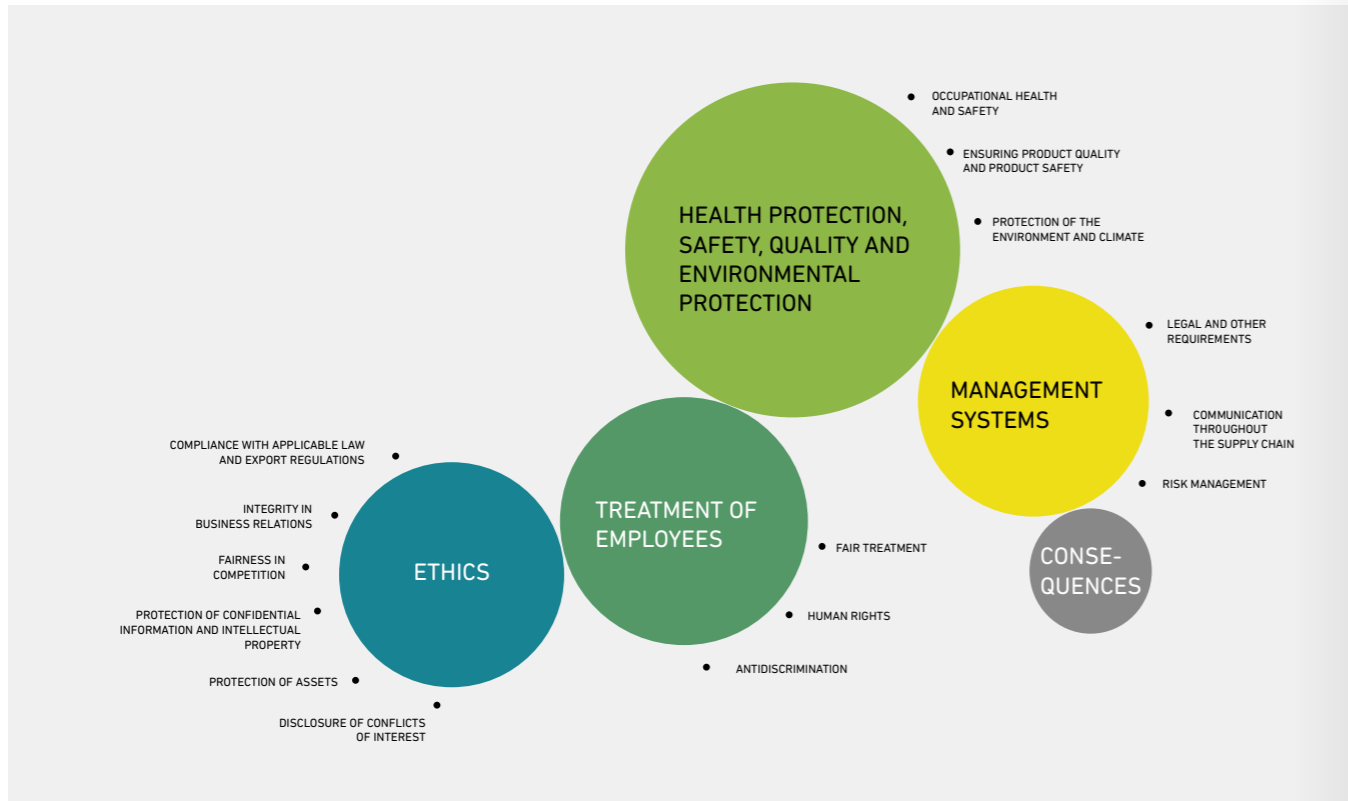 OCCUPATIONAL HEALTH
AND SAFETY
ENSURING PRODUCT QUALITY
AND PRODUCT SAFETY
PROTECTION OF THE
ENVIRONMENT AND CLIMATE
HEALTH PROTECTION,
SAFETY, QUALITY AND
ENVIRONMENTAL
PROTECTION
LEGAL AND OTHER
REQUIREMENTS
MANAGEMENT
SYSTEMS
COMMUNICATION
THROUGHOUT
THE SUPPLY CHAIN
RISK MANAGEMENT
CONSE-
QUENCES
TREATMENT OF
EMPLOYEES
FAIR TREATMENT
HUMAN RIGHTS
ANTIDISCRIMINATION
COMPLIANCE WITH APPLICABLE LAW
AND EXPORT REGULATIONS
INTEGRITY IN
BUSINESS RELATIONS
FAIRNESS IN
COMPETITION
ETHICS
PROTECTION OF CONFIDENTIAL
INFORMATION AND INTELLECTUAL
PROPERTY
PROTECTION OF ASSETS
DISCLOSURE OF CONFLICTS
OF INTEREST